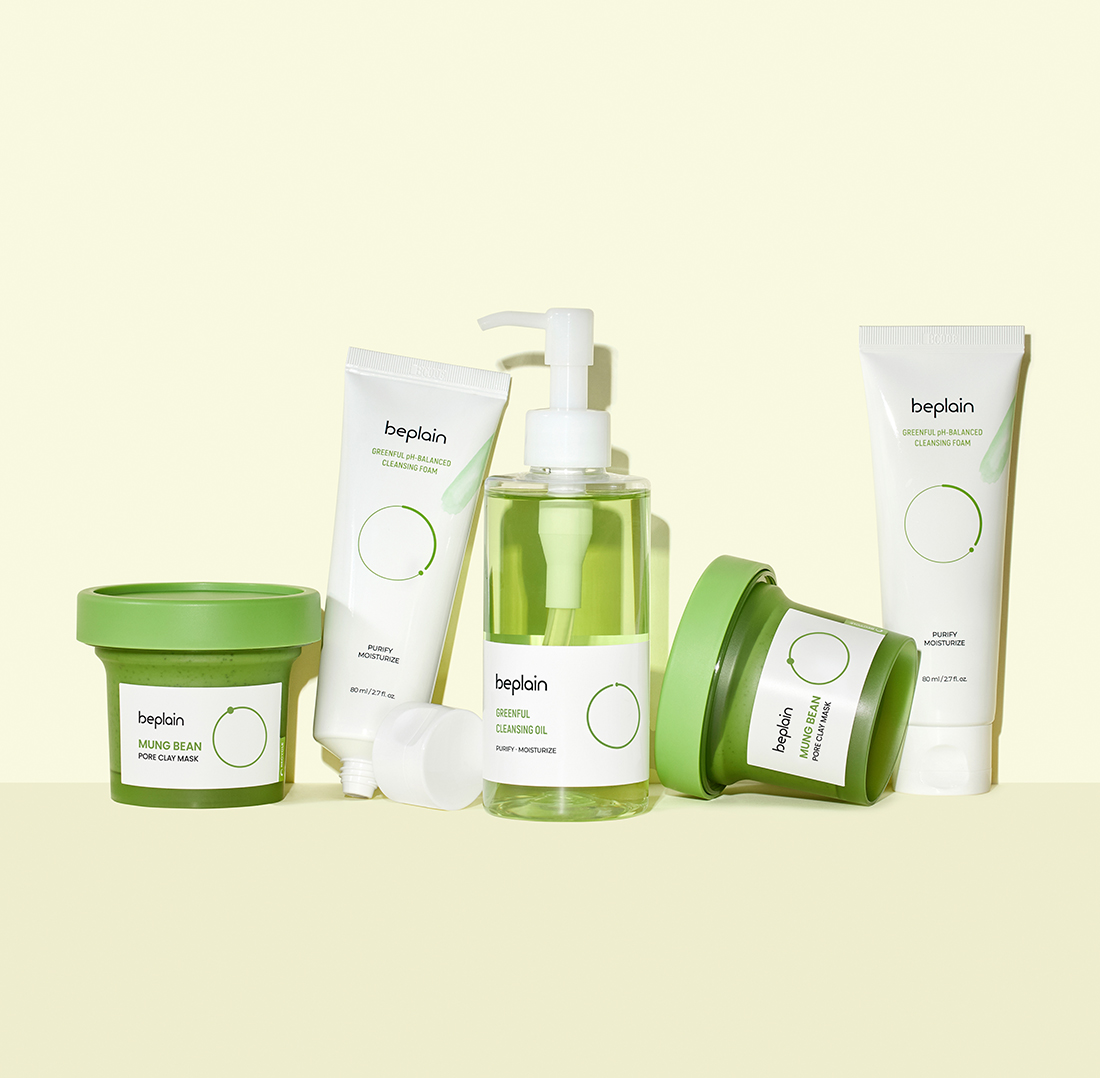 beplain
MUNG BEAN
PORE CLAY MASK
beplain
GREENFUL pH-BALANCED
CLEANSING FOAM
PURIFY
MOISTURIZE
80 ml / 2.7 fl. oz.
beplain
GREENFUL
CLEANSING OIL
PURIFY · MOISTURIZE
beplain
MUNG BEAN
PORE CLAY MASK
beplain
GREENFUL pH-BALANCED
CLEANSING FOAM
PURIFY
MOISTURIZE
80 ml / 2.7 fl. oz.